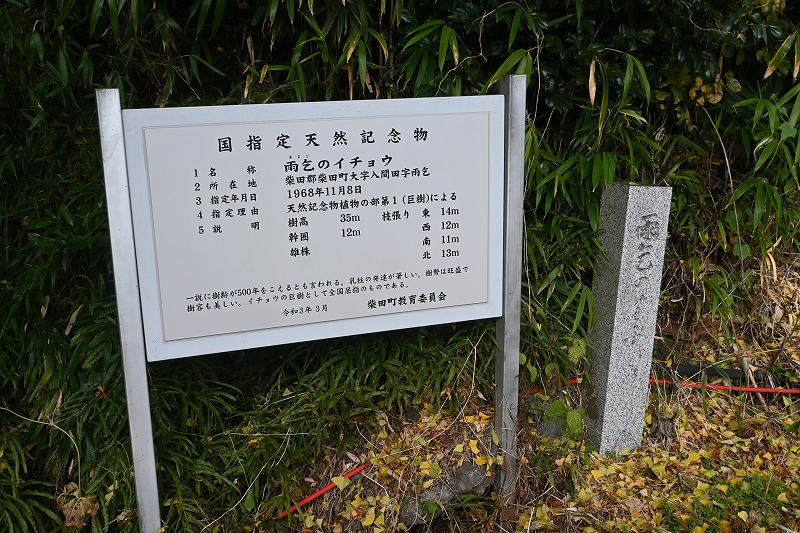 国指定天然記念物
1 名称 雨乞のイチョウ
あまご
2 所在地 柴田郡柴田町大字入間田字雨乞
3 指定年月日 1968年11月8日
4 指定理由 天然記念物植物の部第1(巨樹)による
5 説明 樹高 35m 枝張り 東 14m
幹囲 12m 西 12m
雄株 南 11m
北 13m
一説に樹齢が500年をこえるとも言われる。乳柱の発達が著しい。樹勢は旺盛で
樹容も美しい。イチョウの巨樹として全国屈指のものである。
令和3年3月 柴田町教育委員会
雨乞